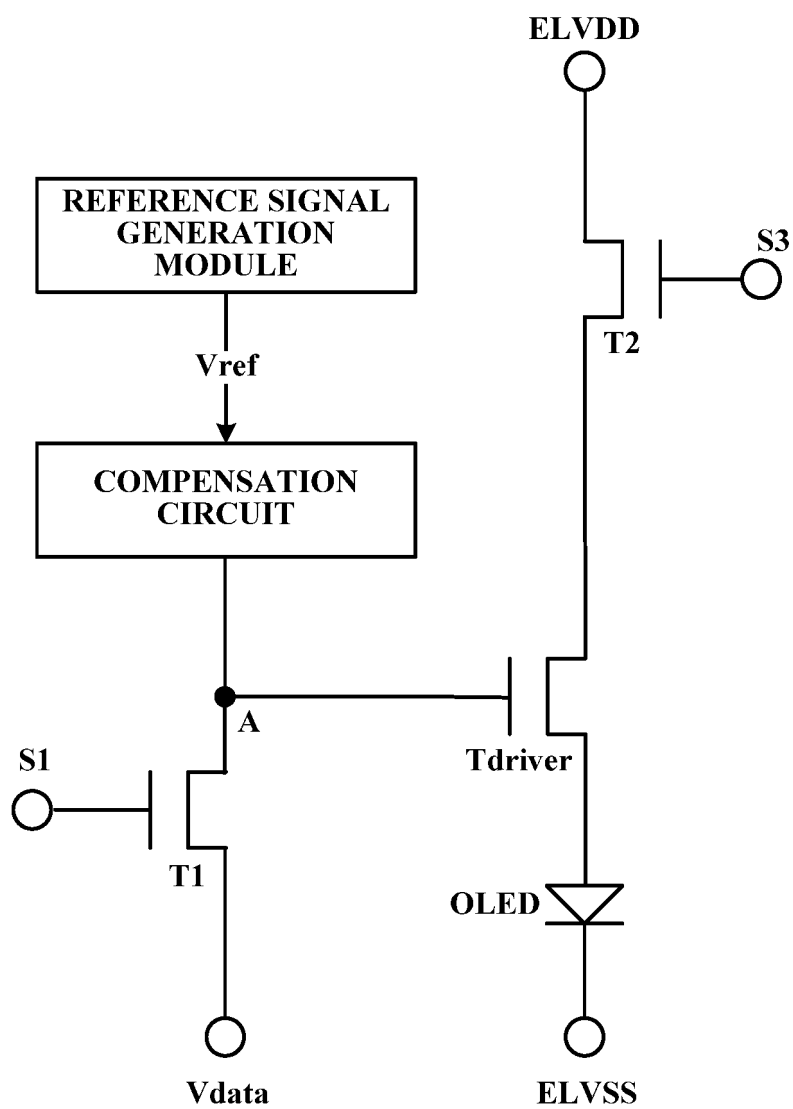 ELVDD
REFERENCE SIGNAL
GENERATION
MODULE
S3
T2
Vref
COMPENSATION
CIRCUIT
A
Tdriver
S1
T1
OLED
Vdata
ELVSS